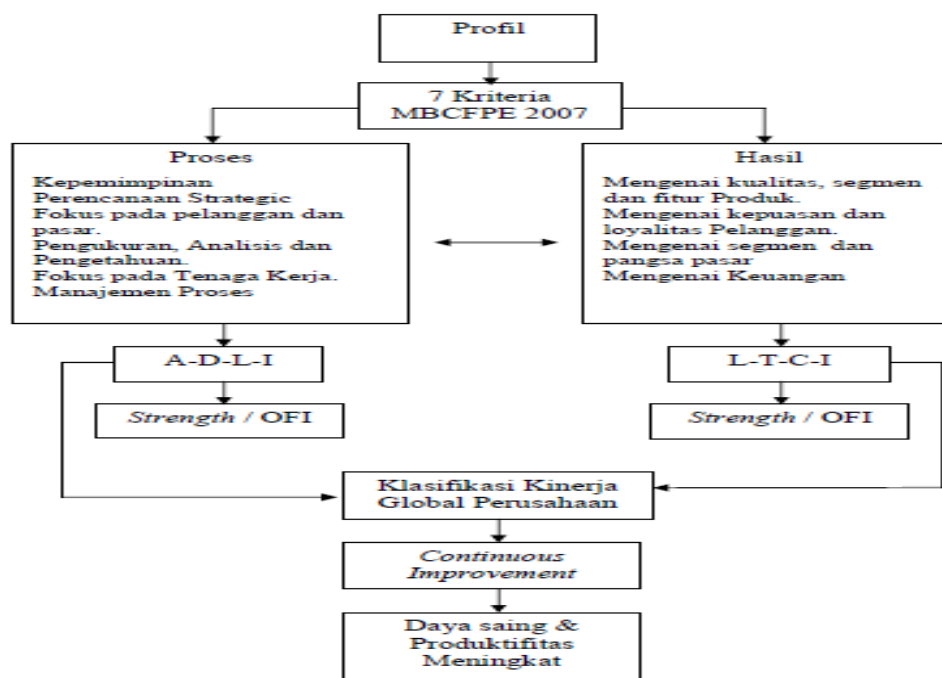 Profil
7 Kriteria
MBCFPE 2007
Proses
Kepemimpinan
Perencanaan Strategic
Fokus pada pelanggan dan
pasar.
Pengukuran, Analisis dan
Pengetahuan.
Fokus pada Tenaga Kerja.
Manajemen Proses
Hasil
Mengenai kualitas, segmen
dan fitur Produk.
Mengenai kepuasan dan
loyalitas Pelanggan.
Mengenai segmen dan
pangsa pasar
Mengenai Keuangan
A-D-L-I
L-T-C-I
Strength / OFI
Strength / OFI
Klasifikasi Kinerja
Global Perusahaan
Continuous
Improvement
Daya saing &
Produktifitas
Meningkat